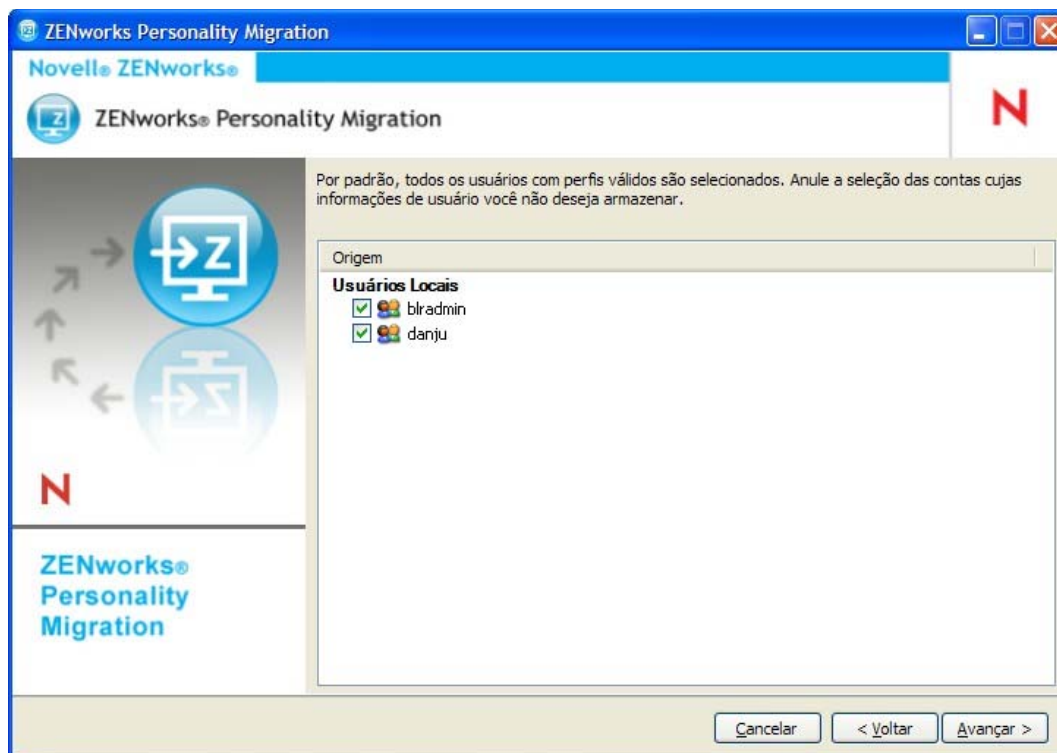 ZENworks Personality Migration
Novell® ZENworks®
ZENworks® Personality Migration
N
Por padrão, todos os usuários com perfis válidos são selecionados. Anule a seleção das contas cujas
informações de usuário você não deseja armazenar.
Origem
Usuários Locais
blradmin
danju
Z
N
ZENworks®
Personality
Migration
Cancelar
< Voltar
Avançar >